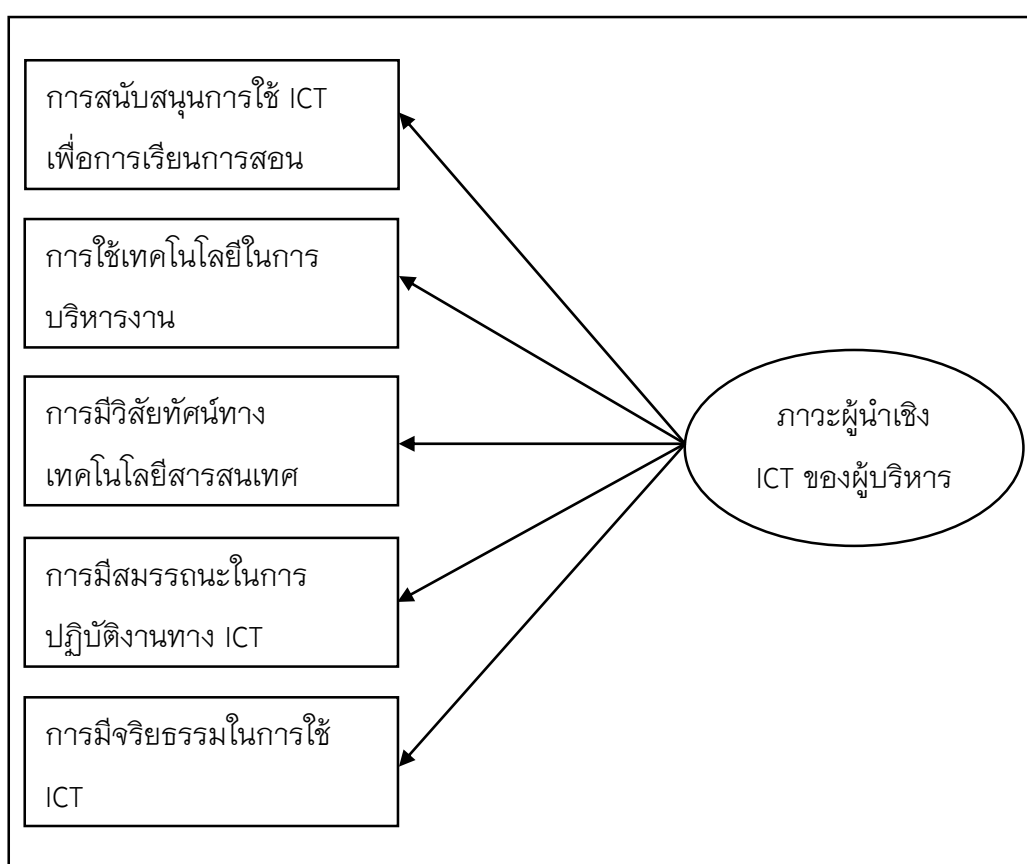 การสนับสนุนการใช้ ICT
เพื่อการเรียนการสอน
การใช้เทคโนโลยีในการ
บริหารงาน
การมีวิสัยทัศน์ทาง
เทคโนโลยีสารสนเทศ
การมีสมรรถนะในการ
ปฏิบัติงานทาง ICT
การมีจริยธรรมในการใช้
ICT
ภาวะผู้นำเชิง
ICT ของผู้บริหาร